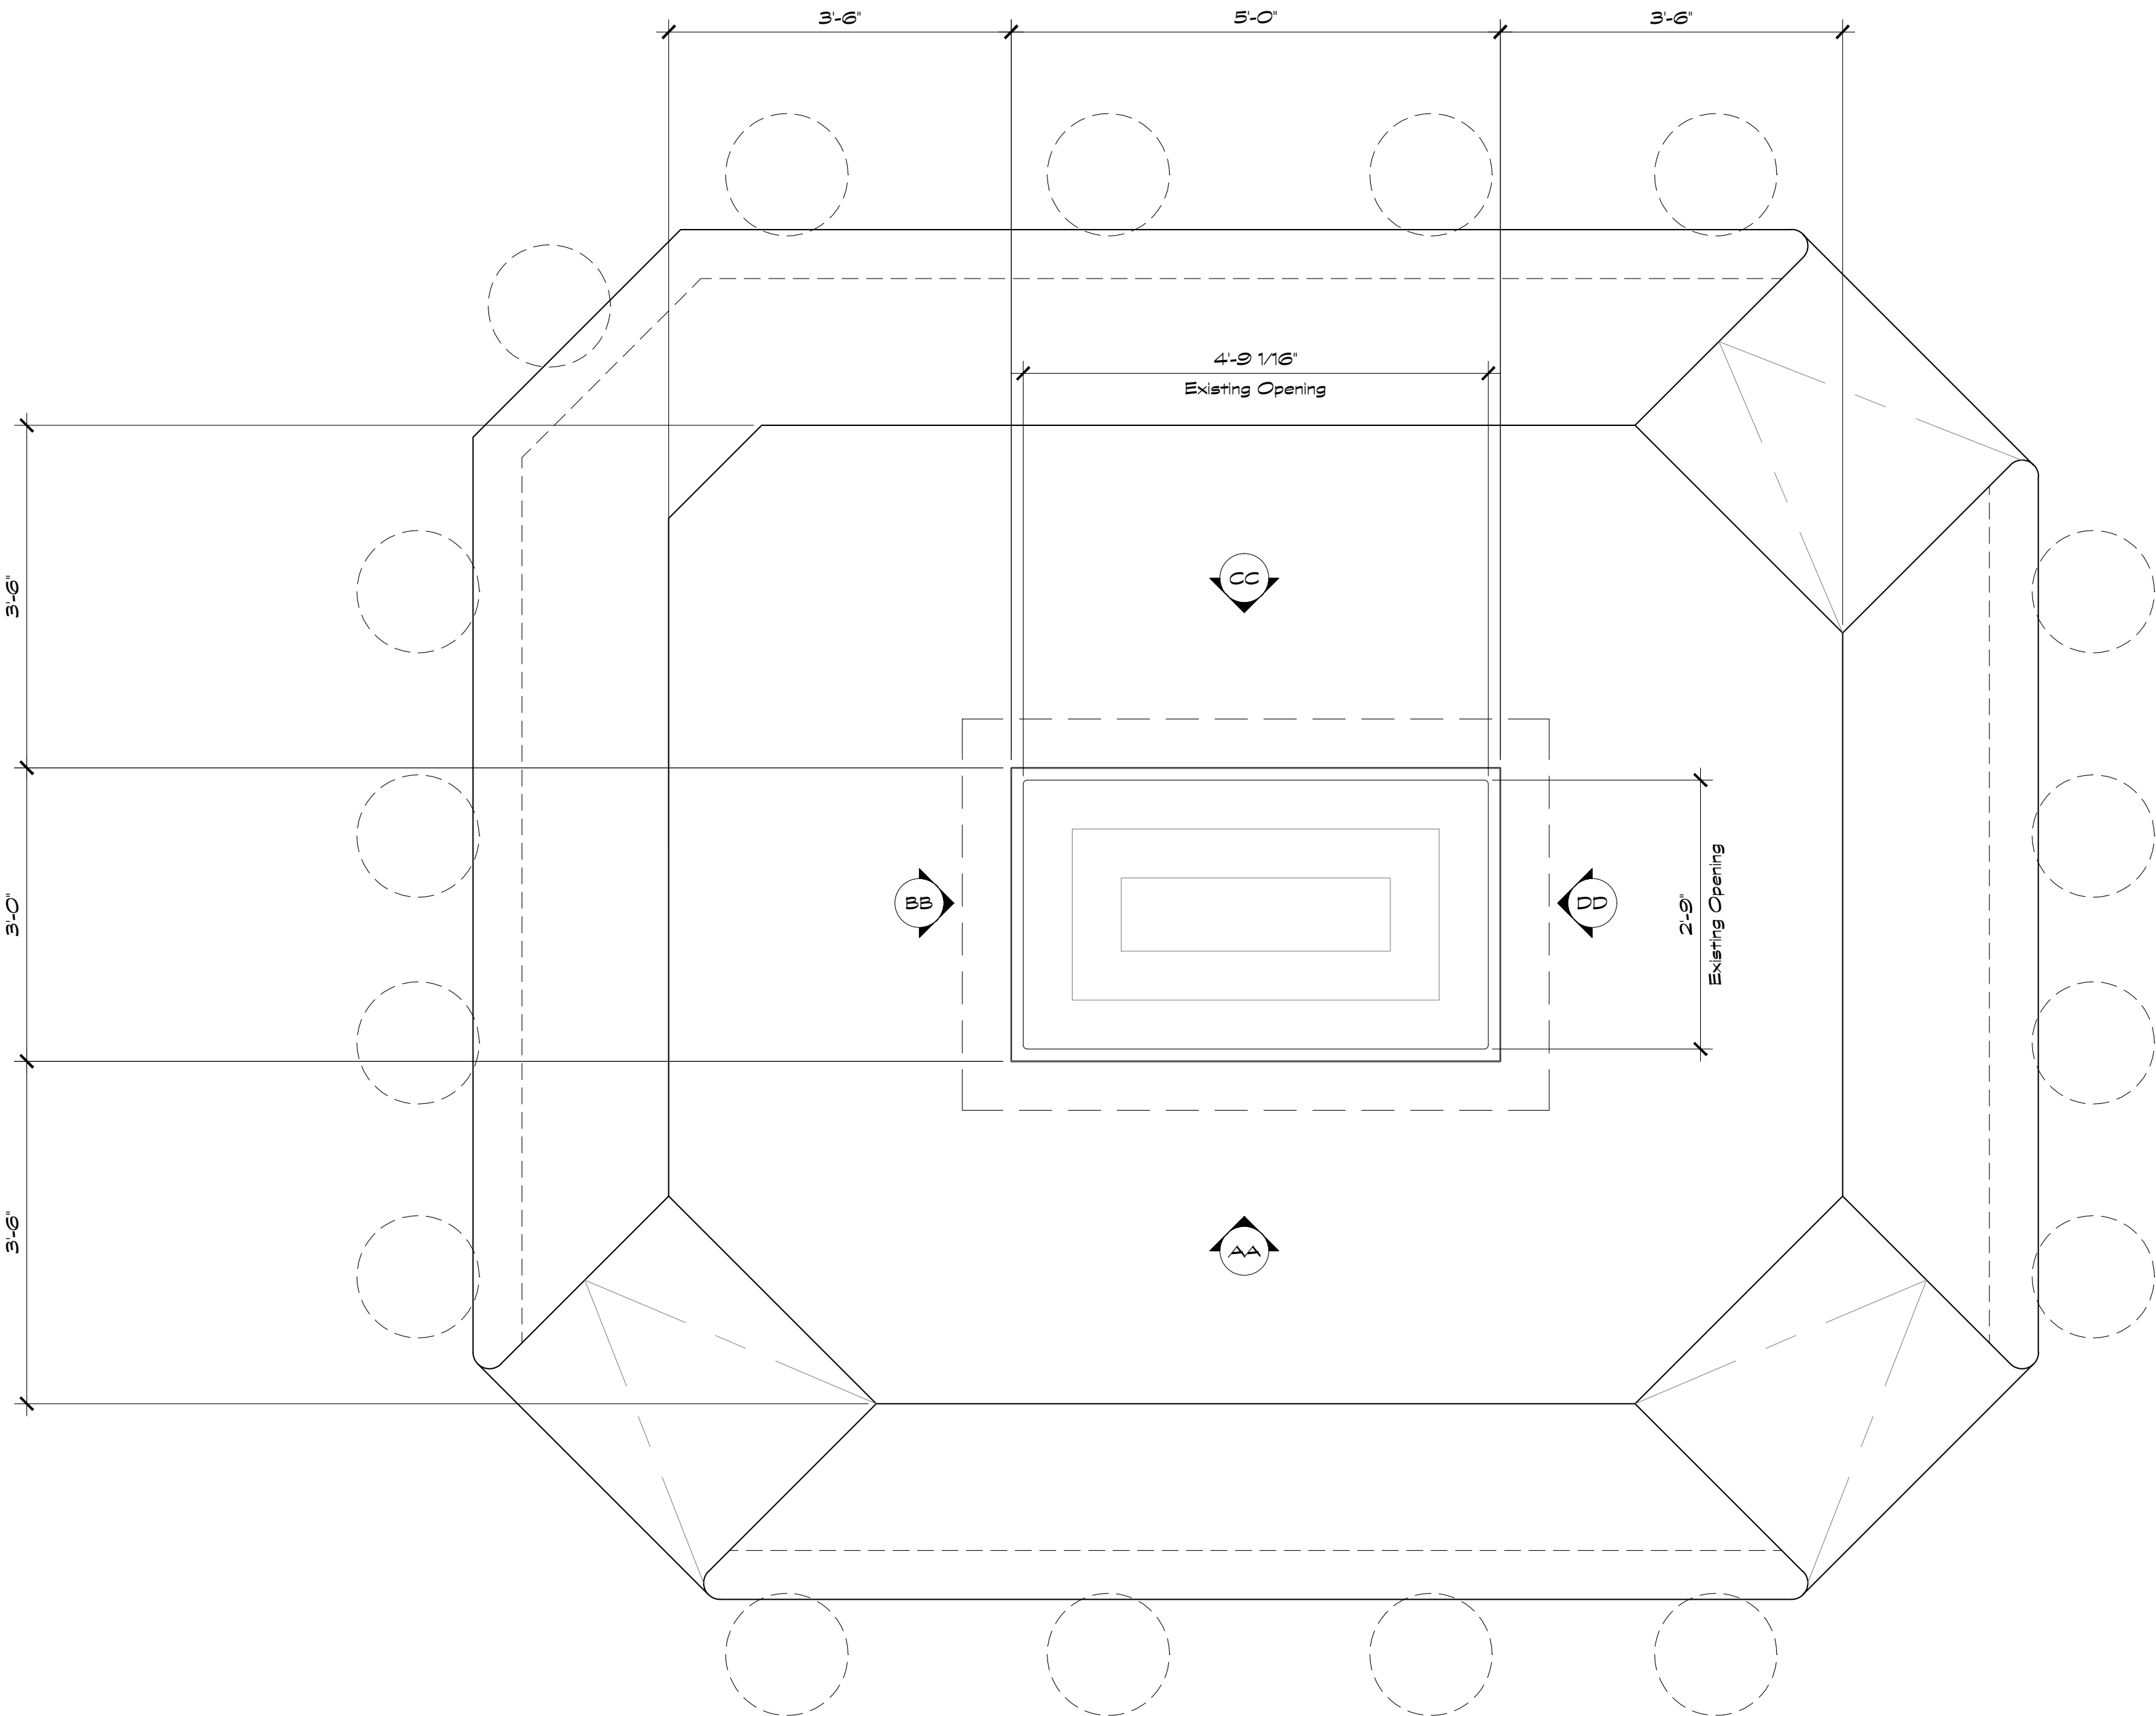 3'-6"
5'-0"
3'-6"
4'-9 1/16"
Existing Opening
3'-6"
CC
3'-0"
BB
DD
2'-9"
Existing Opening
3'-6"
AA